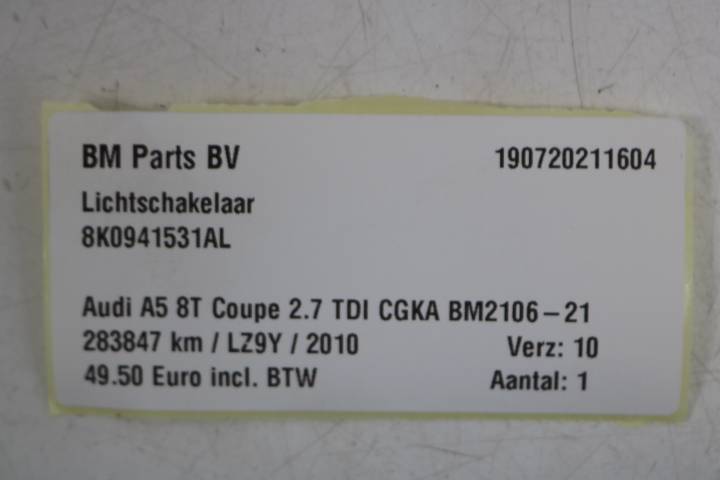 BM Parts BV 190720211604
Lichtschakelaar
8K0941531AL
Audi A5 8T Coupe 2.7 TDI CGKA BM2106-21
283847 km / LZ9Y / 2010 Verz: 10
49.50 Euro incl. BTW Aantal: 1